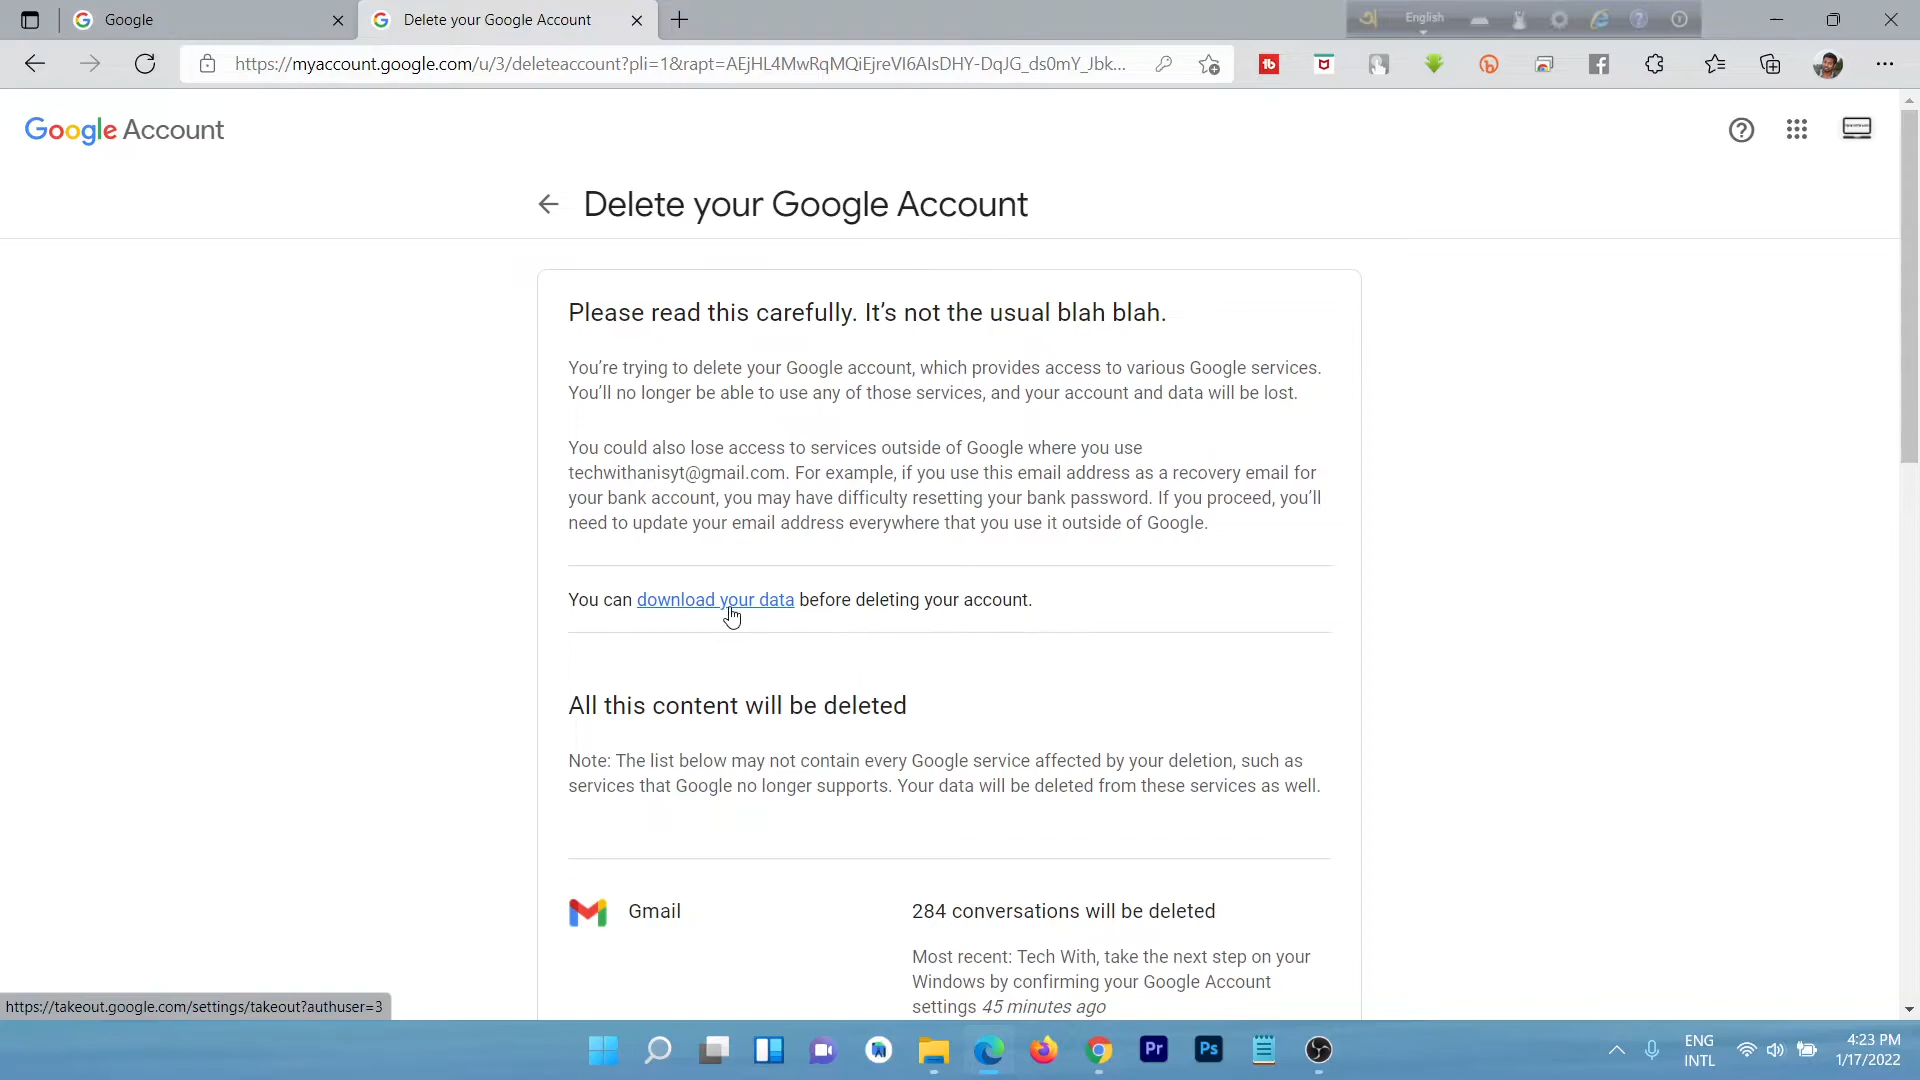 Google
Delete your Google Account
English
https://myaccount.google.com/u/3/deleteaccount?pli=1&rapt=AEjHL4MwRqMQiEjreVI6AIsDHY-DqJG_ds0mY_Jbk...
Google Account
Delete your Google Account
Please read this carefully. It’s not the usual blah blah.
You’re trying to delete your Google account, which provides access to various Google services.
You’ll no longer be able to use any of those services, and your account and data will be lost.
You could also lose access to services outside of Google where you use
techwithanisyt@gmail.com. For example, if you use this email address as a recovery email for
your bank account, you may have difficulty resetting your bank password. If you proceed, you’ll
need to update your email address everywhere that you use it outside of Google.
You can download your data before deleting your account.
All this content will be deleted
Note: The list below may not contain every Google service affected by your deletion, such as
services that Google no longer supports. Your data will be deleted from these services as well.
Gmail
284 conversations will be deleted
Most recent: Tech With, take the next step on your
Windows by confirming your Google Account
settings 45 minutes ago
https://takeout.google.com/settings/takeout?authuser=3
Pr
Ps
ENG
INTL
4:23 PM
1/17/2022